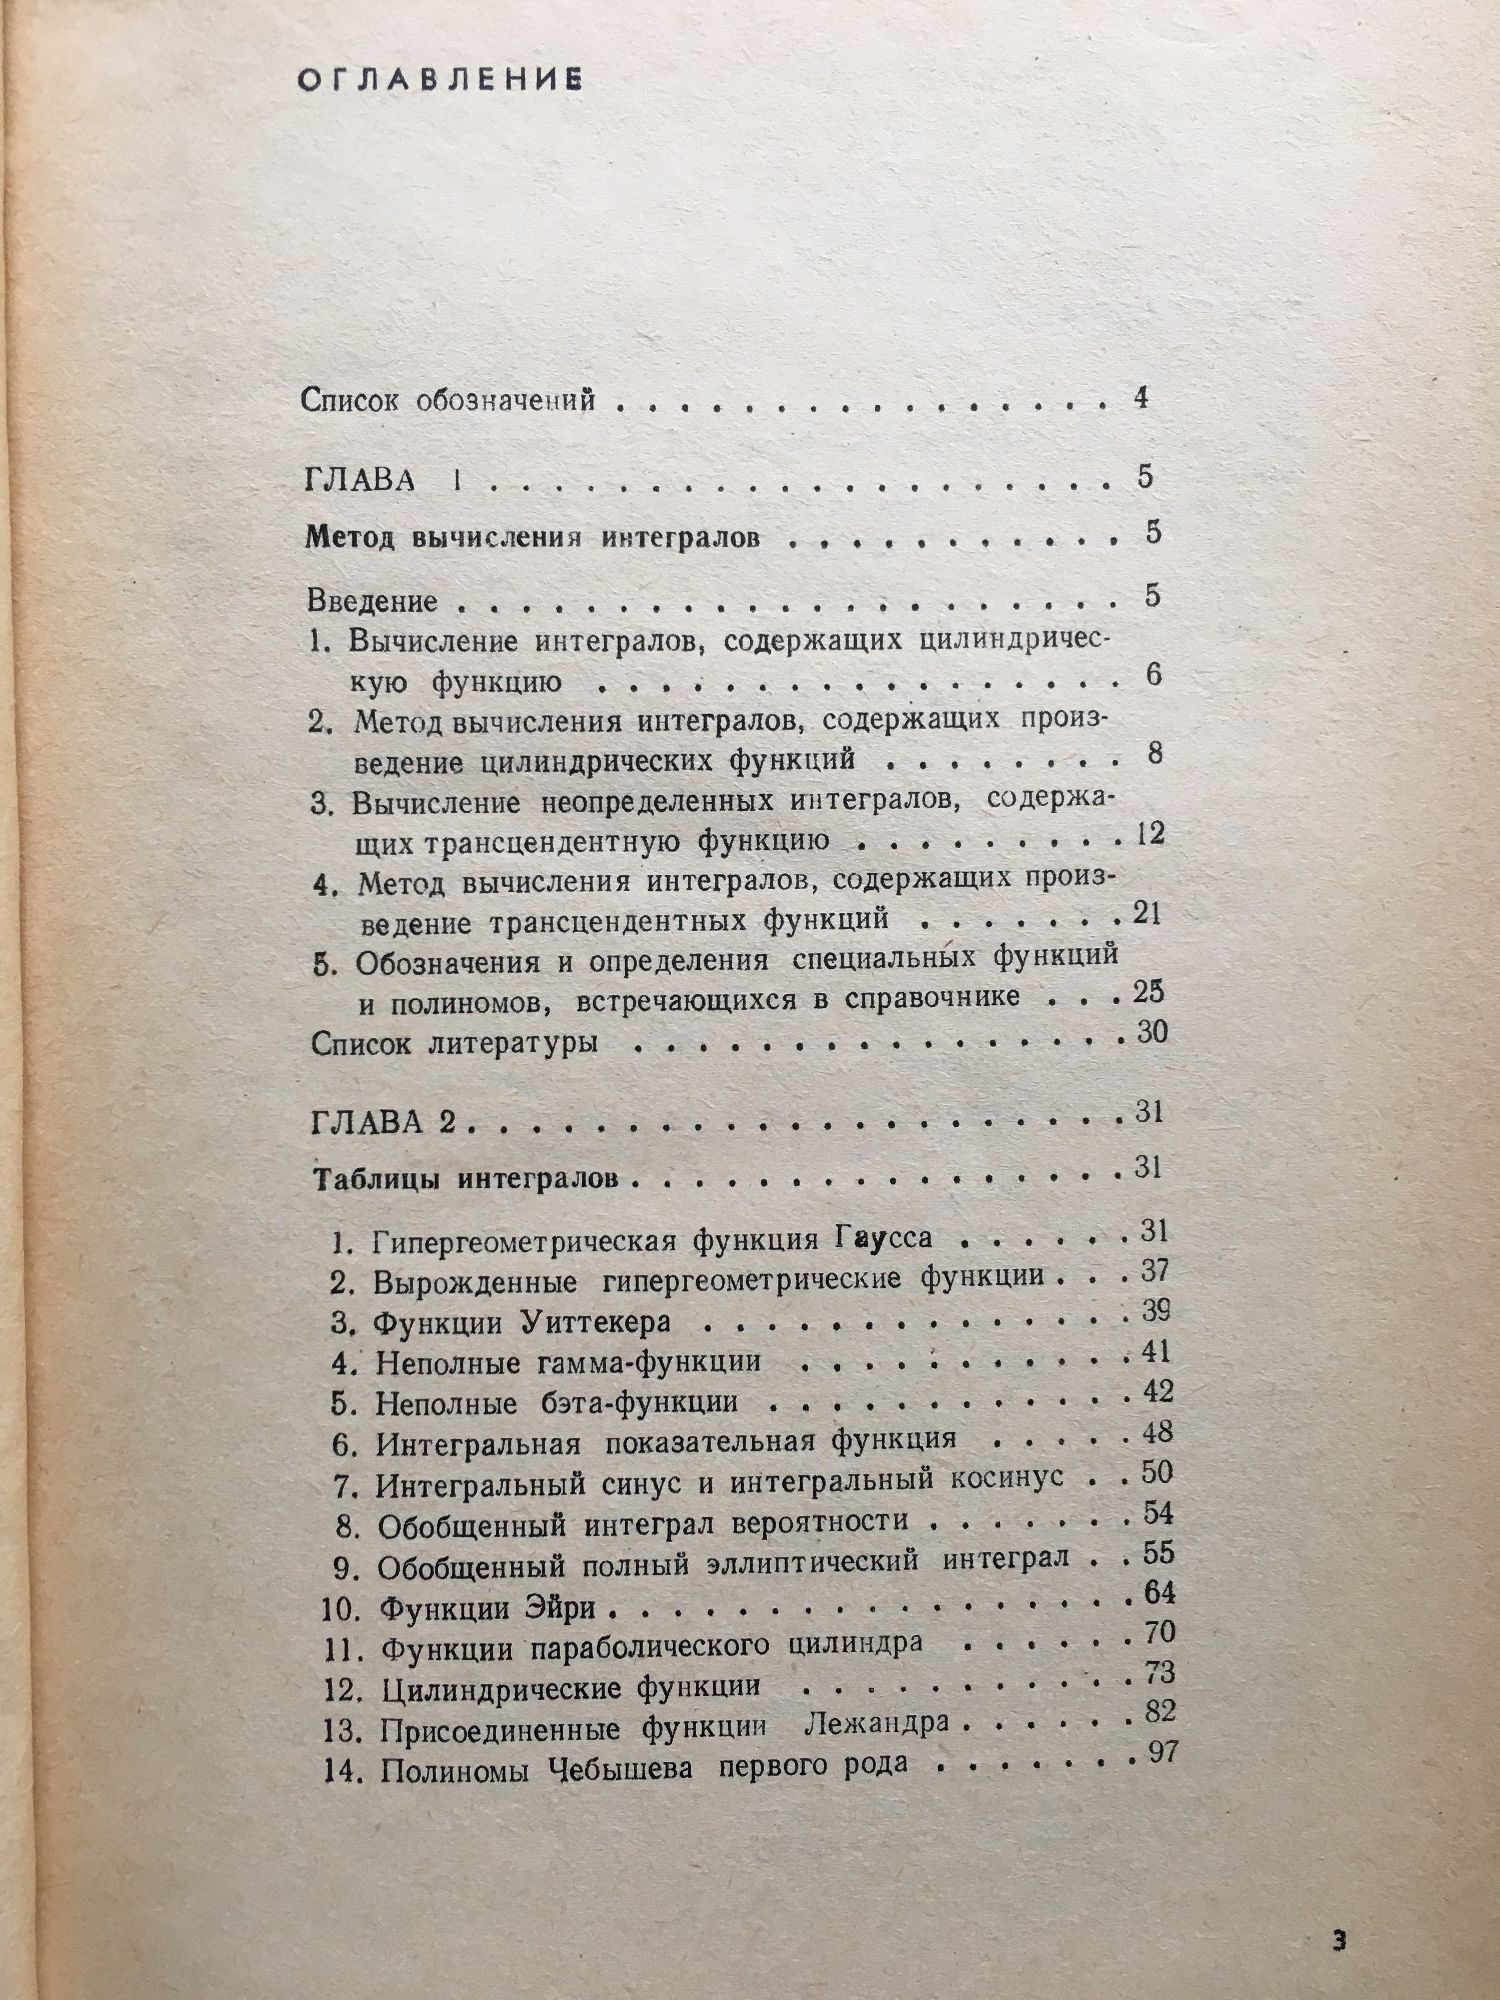 ОГЛАВЛЕНИЕ
Список обозначений . . . . . . . . . . . . . . . . 4
ГЛАВА 1 . . . . . . . . . . . . . . . . . . . . 5
Метод вычисления интегралов . . . . . . . . . . . 5
Введение . . . . . . . . . . . . . . . . . . . . . 5
1. Вычисление интегралов, содержащих цилиндричес-
кую функцию . . . . . . . . . . . . . . . . . 6
2. Метод вычисления интегралов, содержащих произ-
ведение цилиндрических функций . . . . . . . . 8
3. Вычисление неопределенных интегралов, содержа-
щих трансцендентную функцию . . . . . . . . . 12
4. Метод вычисления интегралов, содержащих произ-
ведение трансцендентных функций . . . . . . . 21
5. Обозначения и определения специальных функций
и полиномов, встречающихся в справочнике . . . 25
Список литературы . . . . . . . . . . . . . . . . 30
ГЛАВА 2 . . . . . . . . . . . . . . . . . . . . . 31
Таблицы интегралов . . . . . . . . . . . . . . . . 31
1. Гипергеометрическая функция Гаусса . . . . . . 31
2. Вырожденные гипергеометрические функции . . . 37
3. Функции Уиттекера . . . . . . . . . . . . . . 39
4. Неполные гамма-функции . . . . . . . . . . . 41
5. Неполные бэта-функции . . . . . . . . . . . . 42
6. Интегральная показательная функция . . . . . 48
7. Интегральный синус и интегральный косинус . . 50
8. Обобщенный интеграл вероятности . . . . . . . 54
9. Обобщенный полный эллиптический интеграл . . 55
10. Функции Эйри . . . . . . . . . . . . . . . . . 64
11. Функции параболического цилиндра . . . . . . 70
12. Цилиндрические функции . . . . . . . . . . . 73
13. Присоединенные функции Лежандра . . . . . . 82
14. Полиномы Чебышева первого рода . . . . . . . 97
3